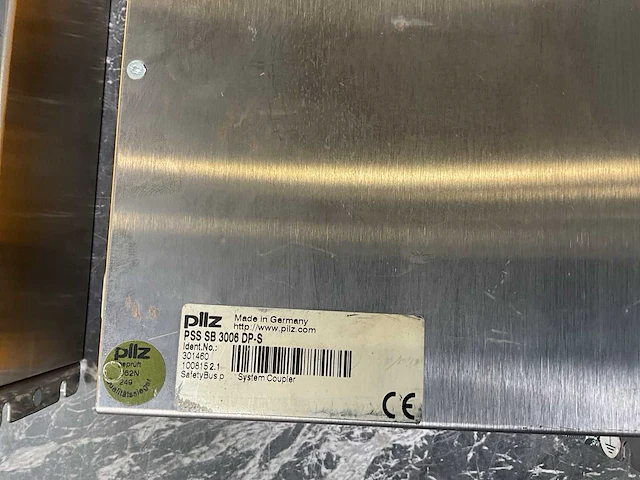 pilz Made in Germany
http://www.pilz.com
PSS SB 3006 DP-S
Ident.No.:
301460
100815 2.1
SafetyBus p System Coupler
CE
pilz
62N
249